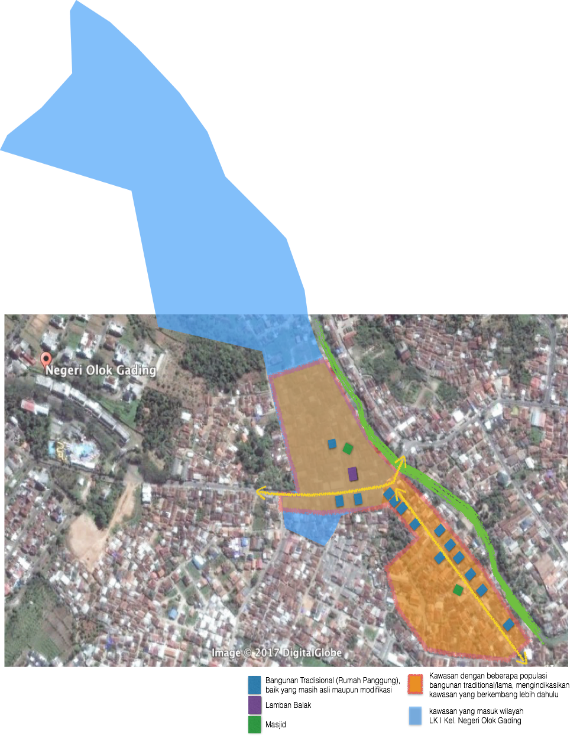 Negeri Olok Gading
Image © 2017 DigitalGlobe
Bangunan Tradisional (Rumah Panggung),
baik yang masih asli maupun modifikasi
Lamban Balak
Masjid
Kawasan dengan beberapa populasi
bangunan traditional/lama, mengindikasikan
kawasan yang berkembang lebih dahulu
kawasan yang masuk wilayah
LK I Kel. Negeri Olok Gading